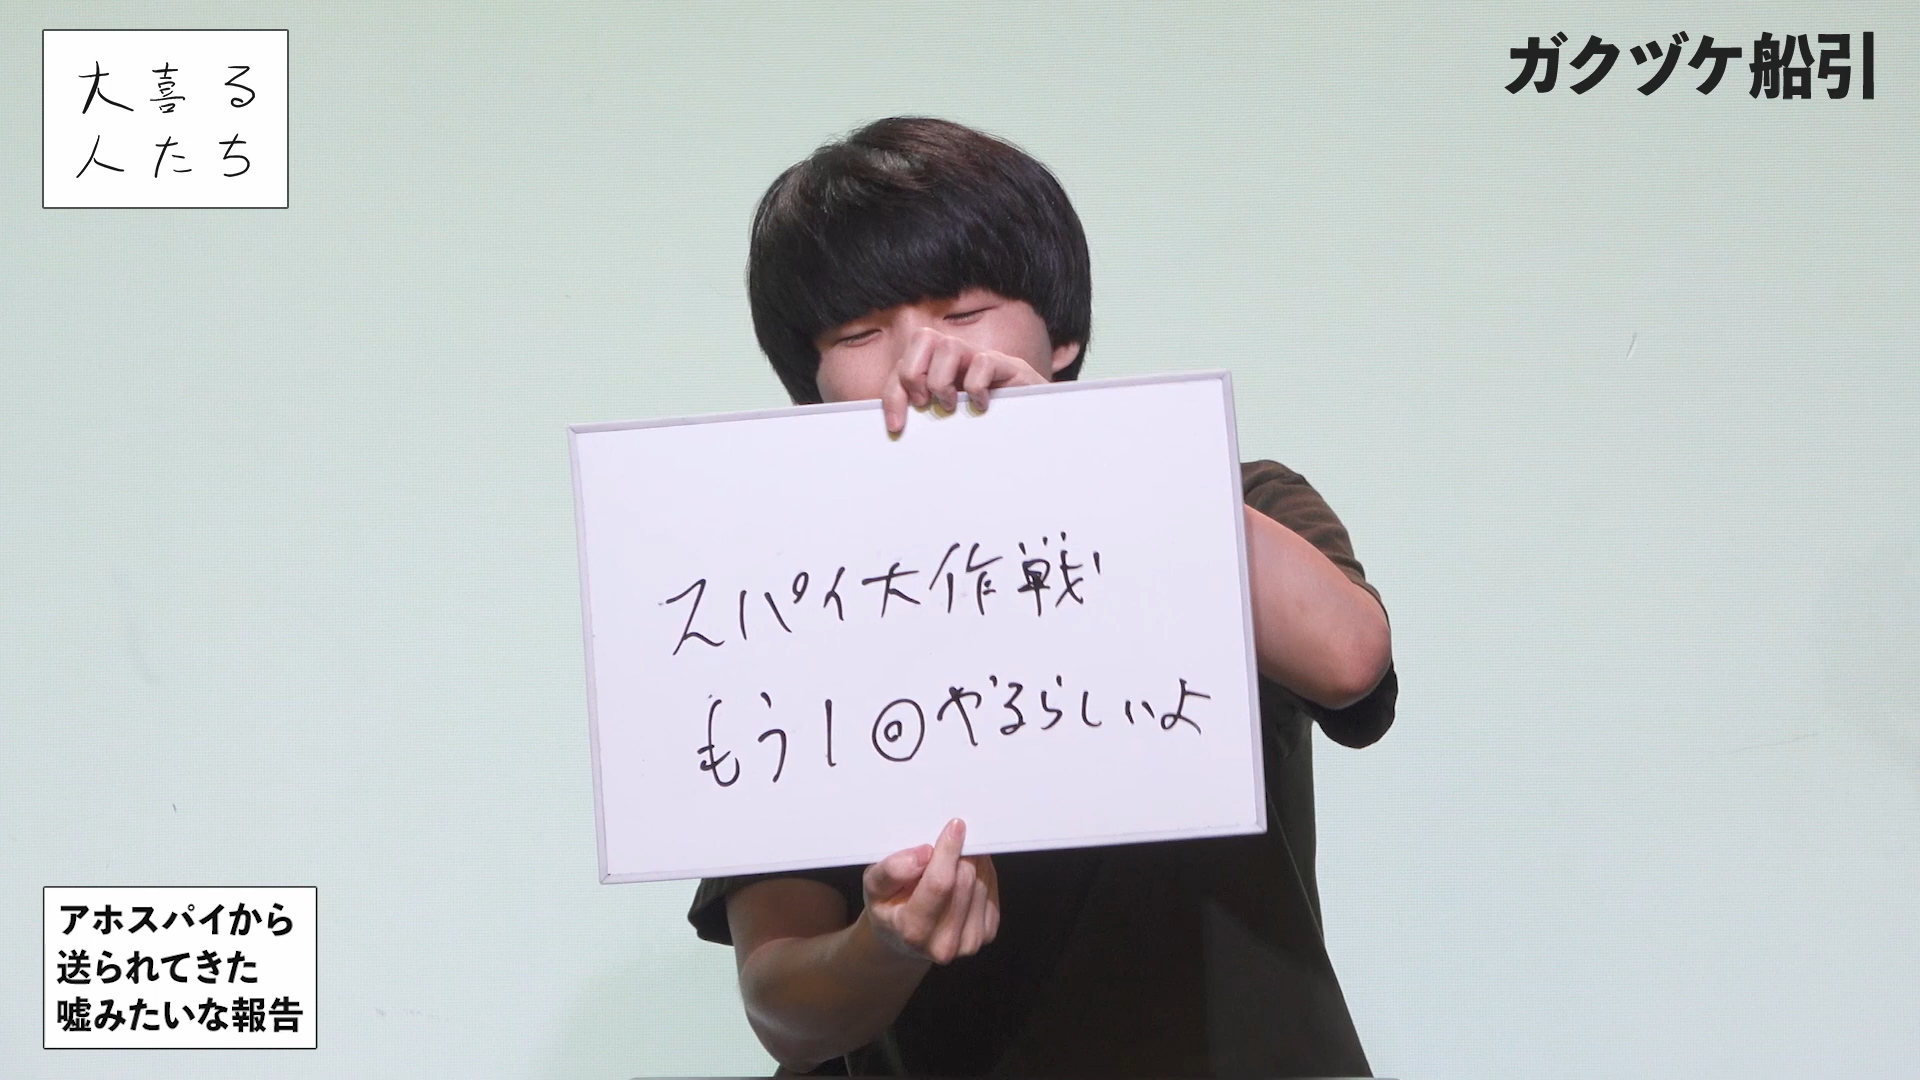 大喜る
人たち
ガクヅケ船引
スパイ大作戦
もう1回やるらしいよ
アホスパイから
送られてきた
嘘みたいな報告